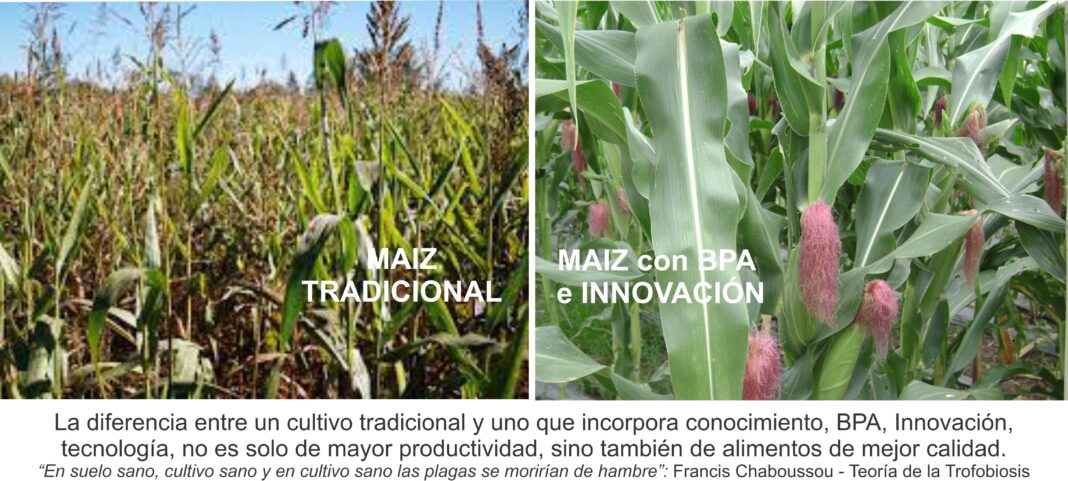 MAIZ
TRADICIONAL
MAIZ con BPA
e INNOVACIÓN
La diferencia entre un cultivo tradicional y uno que incorpora conocimiento, BPA, Innovación,
tecnología, no es solo de mayor productividad, sino también de alimentos de mejor calidad.
“En suelo sano, cultivo sano y en cultivo sano las plagas se morirían de hambre”: Francis Chaboussou - Teoría de la Trofobiosis